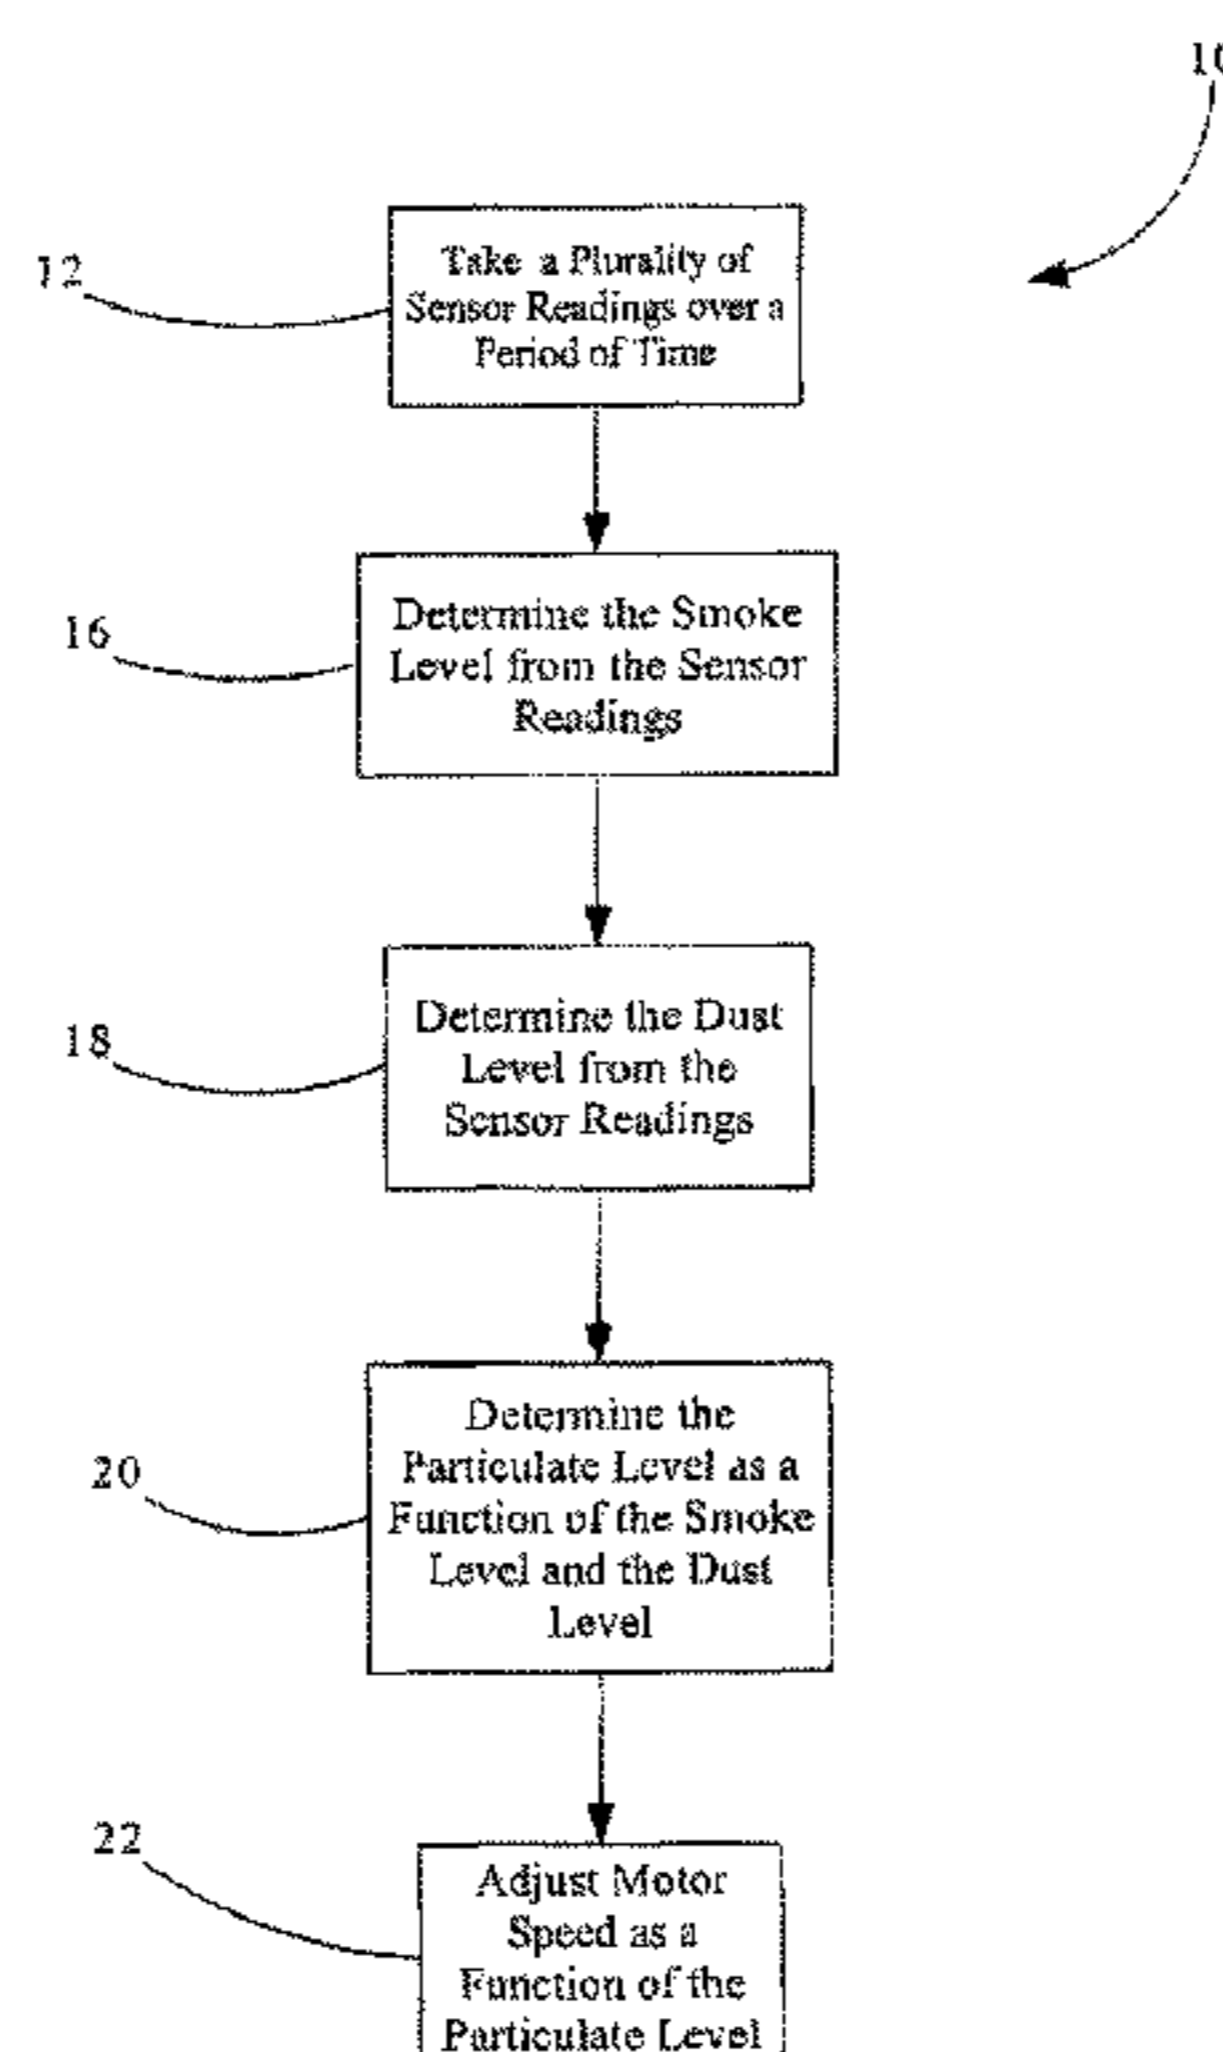 10
12
Take a Plurality of
Sensor Readings over a
Period of Time
16
Determine the Smoke
Level from the Sensor
Readings
18
Determine the Dust
Level from the
Sensor Readings
20
Determine the
Particulate Level as a
Function of the Smoke
Level and the Dust
Level
22
Adjust Motor
Speed as a
Function of the
Particulate Level